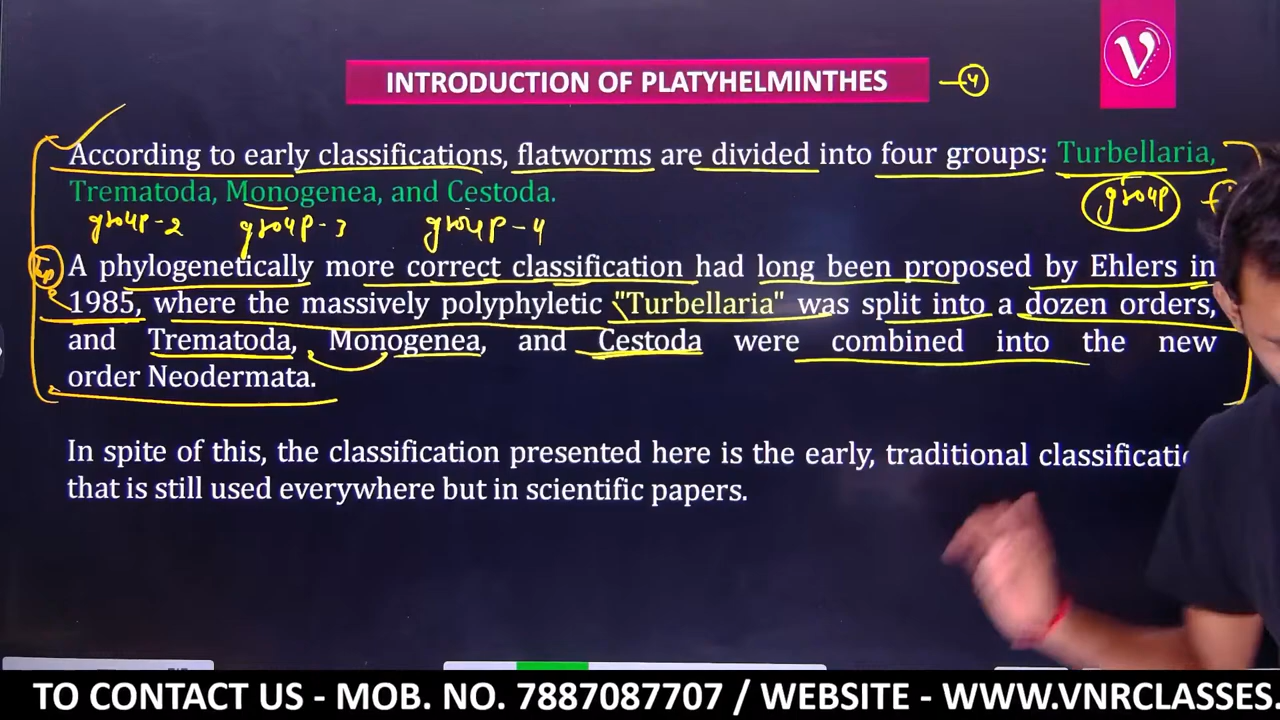 V
INTRODUCTION OF PLATYHELMINTHES
4
According to early classifications, flatworms are divided into four groups: Turbellaria,
Trematoda, Monogenea, and Cestoda.
group
group-2 group-3 group-4
A phylogenetically more correct classification had long been proposed by Ehlers in
1985, where the massively polyphyletic "Turbellaria" was split into a dozen orders,
and Trematoda, Monogenea, and Cestoda were combined into the new
order Neodermata.
In spite of this, the classification presented here is the early, traditional
that is still used everywhere but in scientific papers.
TO CONTACT US - MOB. NO. 7887087707 / WEBSITE - WWW.VNRCLASSES.